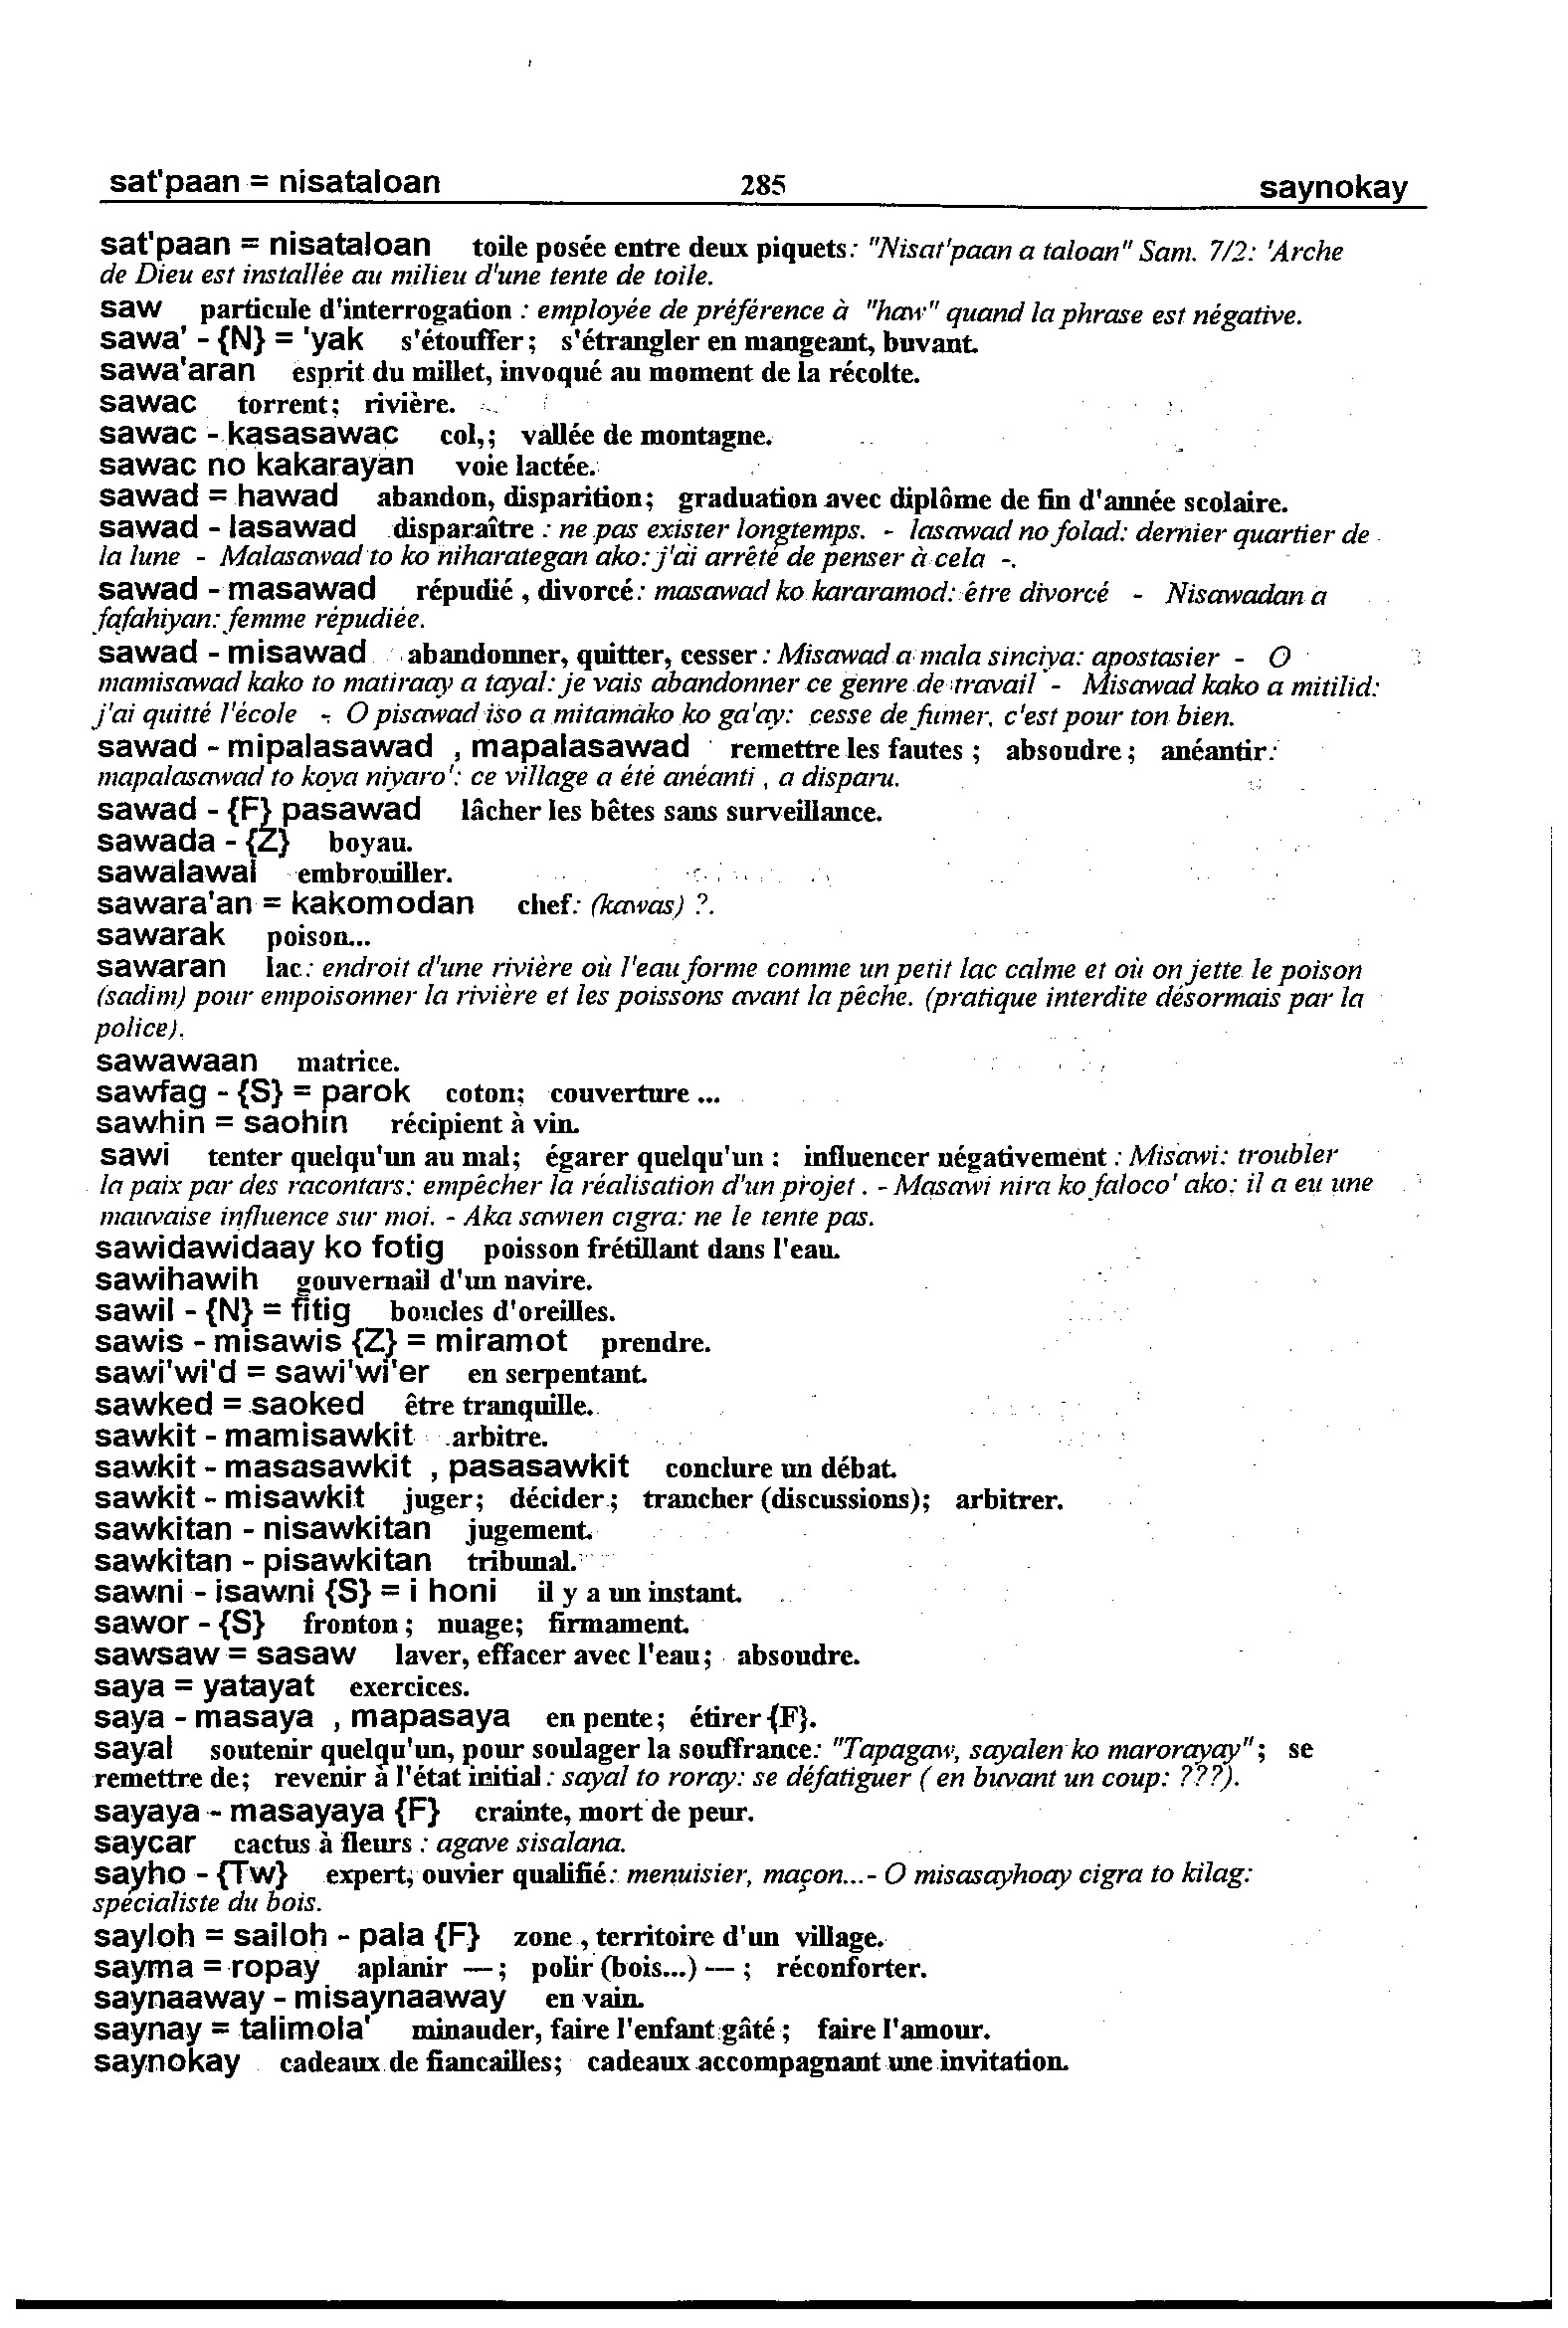 sat'paan = nisataloan 285 saynokay
sat'paan = nisataloan toile posée entre deux piquets: "Nisat'paan a taloan" Sam. 7/2: 'Arche
de Dieu est installée au milieu d'une tente de toile.
saw particule d'interrogation : employée de préférence à "haw" quand la phrase est négative.
sawa' - {N} = 'yak s'étouffer; s'étrangler en mangeant, buvant.
sawa'aran esprit du millet, invoqué au moment de la récolte.
sawac torrent; rivière.
sawac - kasasawac col,; vallée de montagne.
sawac no kakarayan voie lactée.
sawad = hawad abandon, disparition; graduation avec diplôme de fin d'année scolaire.
sawad - lasawad disparaître : ne pas exister longtemps. - lasawad no folad: dernier quartier de
la lune - Malasawad to ko niharategan ako: j'ai arrêté de penser à cela -.
sawad - masawad répudié , divorcé: masawad ko kararamod: être divorcé - Nisawadan a
fafahiyan: femme répudiée.
sawad - misawad abandonner, quitter, cesser : Misawad a mala sinciya: apostasier - O
mamisawad kako to matiraay a tayal: je vais abandonner ce genre de travail - Misawad kako a mitilid:
j'ai quitté l'école - O pisawad iso a mitamako ko ga'ay: cesse de fumer, c'est pour ton bien.
sawad - mipalasawad , mapalasawad remettre les fautes ; absoudre ; anéantir:
mapalasawad to koya niyaro': ce village a été anéanti , a disparu.
sawad - {F} pasawad lâcher les bêtes sans surveillance.
sawada - {Z} boyau.
sawalawal embrouiller.
sawara'an = kakomodan chef: (kawas) ?.
sawarak poison...
sawaran lac : endroit d'une rivière où l'eau forme comme un petit lac calme et où on jette le poison
(sadim) pour empoisonner la rivière et les poissons avant la pêche. (pratique interdite désormais par la
police).
sawawaan matrice.
sawfag - {S} = parok coton; couverture ...
sawhin = saohin récipient à vin.
sawi tenter quelqu'un au mal; égarer quelqu'un : influencer négativement : Misawi: troubler
la paix par des racontars: empêcher la réalisation d'un projet . - Masawi nira ko faloco' ako: il a eu une
mauvaise influence sur moi. - Aka sawien cigra: ne le tente pas.
sawidawidaay ko fotig poisson frétillant dans l'eau.
sawihawih gouvernail d'un navire.
sawil - {N} = fitig boucles d'oreilles.
sawis - misawis {Z} = miramot prendre.
sawi'wi'd = sawi'wi'er en serpentant.
sawked = saoked être tranquille.
sawkit - mamisawkit arbitre.
sawkit - masasawkit , pasasawkit conclure un débat.
sawkit - misawkit juger; décider ; trancher (discussions); arbitrer.
sawkitan - nisawkitan jugement.
sawkitan - pisawkitan tribunal.
sawni - isawni {S} = i honi il y a un instant.
sawor - {S} fronton ; nuage; firmament.
sawsaw = sasaw laver, effacer avec l'eau ; absoudre.
saya = yatayat exercices.
saya - masaya , mapasaya en pente; étirer {F}.
sayal soutenir quelqu'un, pour soulager la souffrance: "Tapagaw, sayalen ko marorayay"; se
remettre de; revenir à l'état initial : sayal to roray: se défatiguer ( en buvant un coup: ???).
sayaya - masayaya {F} crainte, mort de peur.
saycar cactus à fleurs : agave sisalana.
sayho - {Tw} expert, ouvier qualifié: menuisier, maçon...- O misasayhoay cigra to kilag:
spécialiste du bois.
sayloh = sailoh - pala {F} zone , territoire d'un village.
sayma = ropay aplanir — ; polir (bois...) — ; réconforter.
saynaaway - misaynaaway en vain.
saynay = talimola' minauder, faire l'enfant gâté ; faire l'amour.
saynokay cadeaux de fiancailles; cadeaux accompagnant une invitation.